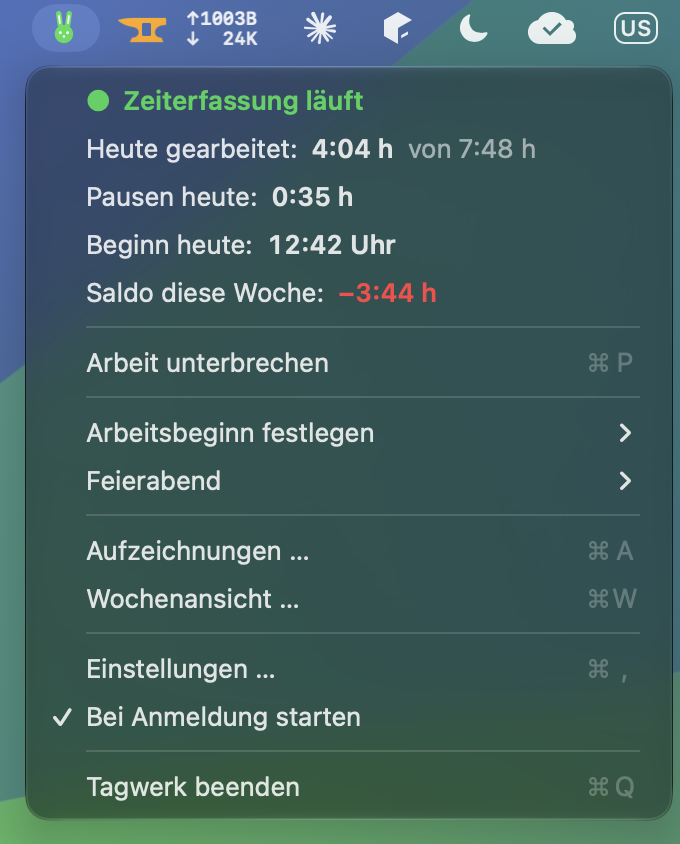 ↑1003B
↓ 24K
US
Zeiterfassung läuft
Heute gearbeitet: 4:04 h von 7:48 h
Pausen heute: 0:35 h
Beginn heute: 12:42 Uhr
Saldo diese Woche: −3:44 h
Arbeit unterbrechen ⌘ P
Arbeitsbeginn festlegen
Feierabend
Aufzeichnungen … ⌘ A
Wochenansicht … ⌘ W
Einstellungen … ⌘ ,
✓ Bei Anmeldung starten
Tagwerk beenden ⌘ Q